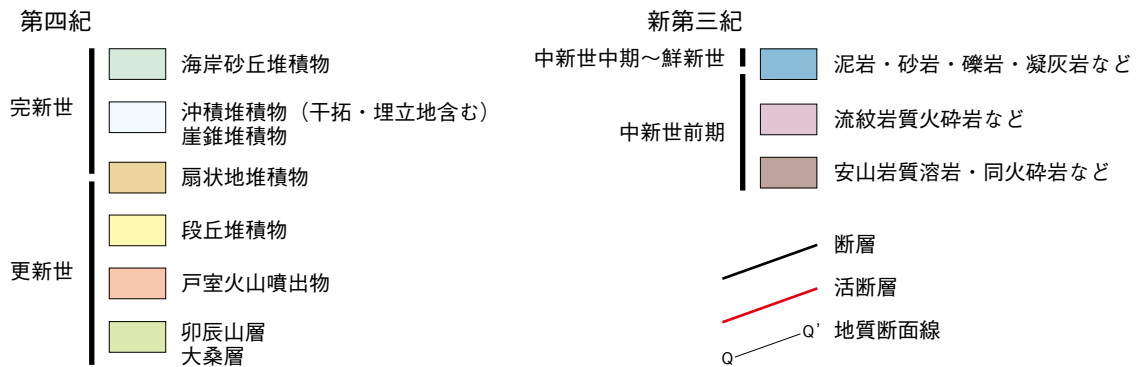 第四紀
完新世
海岸砂丘堆積物
沖積堆積物（干拓・埋立地含む）
崖錐堆積物
扇状地堆積物
更新世
段丘堆積物
戸室火山噴出物
卯辰山層
大桑層
新第三紀
中新世中期～鮮新世
泥岩・砂岩・礫岩・凝灰岩など
中新世前期
流紋岩質火砕岩など
安山岩質溶岩・同火砕岩など
断層
活断層
Q Q’ 地質断面線